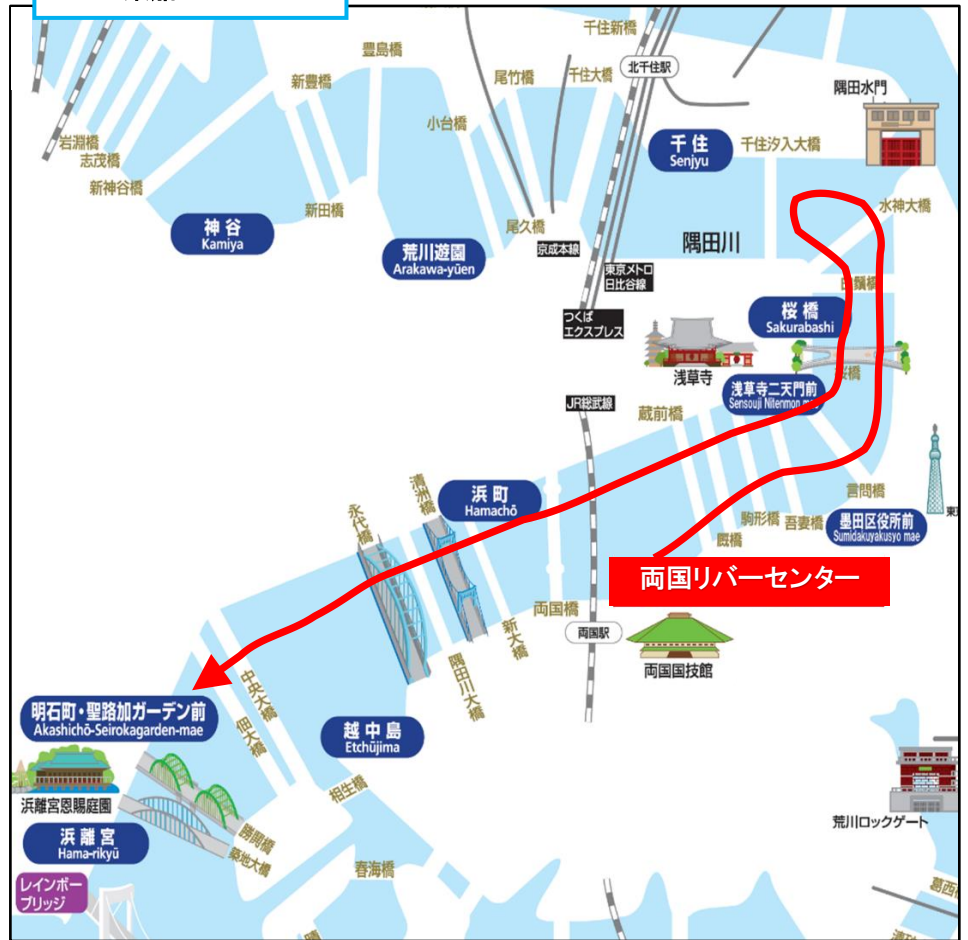 千住新橋
豊島橋
新豊橋
尾竹橋
千住大橋
北千住駅
隅田水門
小台橋
岩淵橋
志茂橋
新神谷橋
千住
Senjyu
千住汐入大橋
新田橋
神谷
Kamiya
尾久橋
水神大橋
荒川遊園
Arakawa-yūen
京成本線
隅田川
東京メトロ
日比谷線
つくば
エクスプレス
桜橋
Sakurabashi
浅草寺
浅草寺二天門前
Sensouji Nitenmon mae
JR総武線
蔵前橋
清洲橋
浜町
Hamachō
永代橋
言問橋
駒形橋
吾妻橋
厩橋
墨田区役所前
Sumidakuyakusyo mae
両国リバーセンター
両国橋
新大橋
両国駅
隅田川大橋
両国国技館
中央大橋
佃大橋
明石町・聖路加ガーデン前
Akashichō-Seirokagarden-mae
越中島
Etchūjima
相生橋
浜離宮恩賜庭園
勝鬨橋
築地大橋
荒川ロックゲート
浜離宮
Hama-rikyū
春海橋
レインボー
ブリッジ